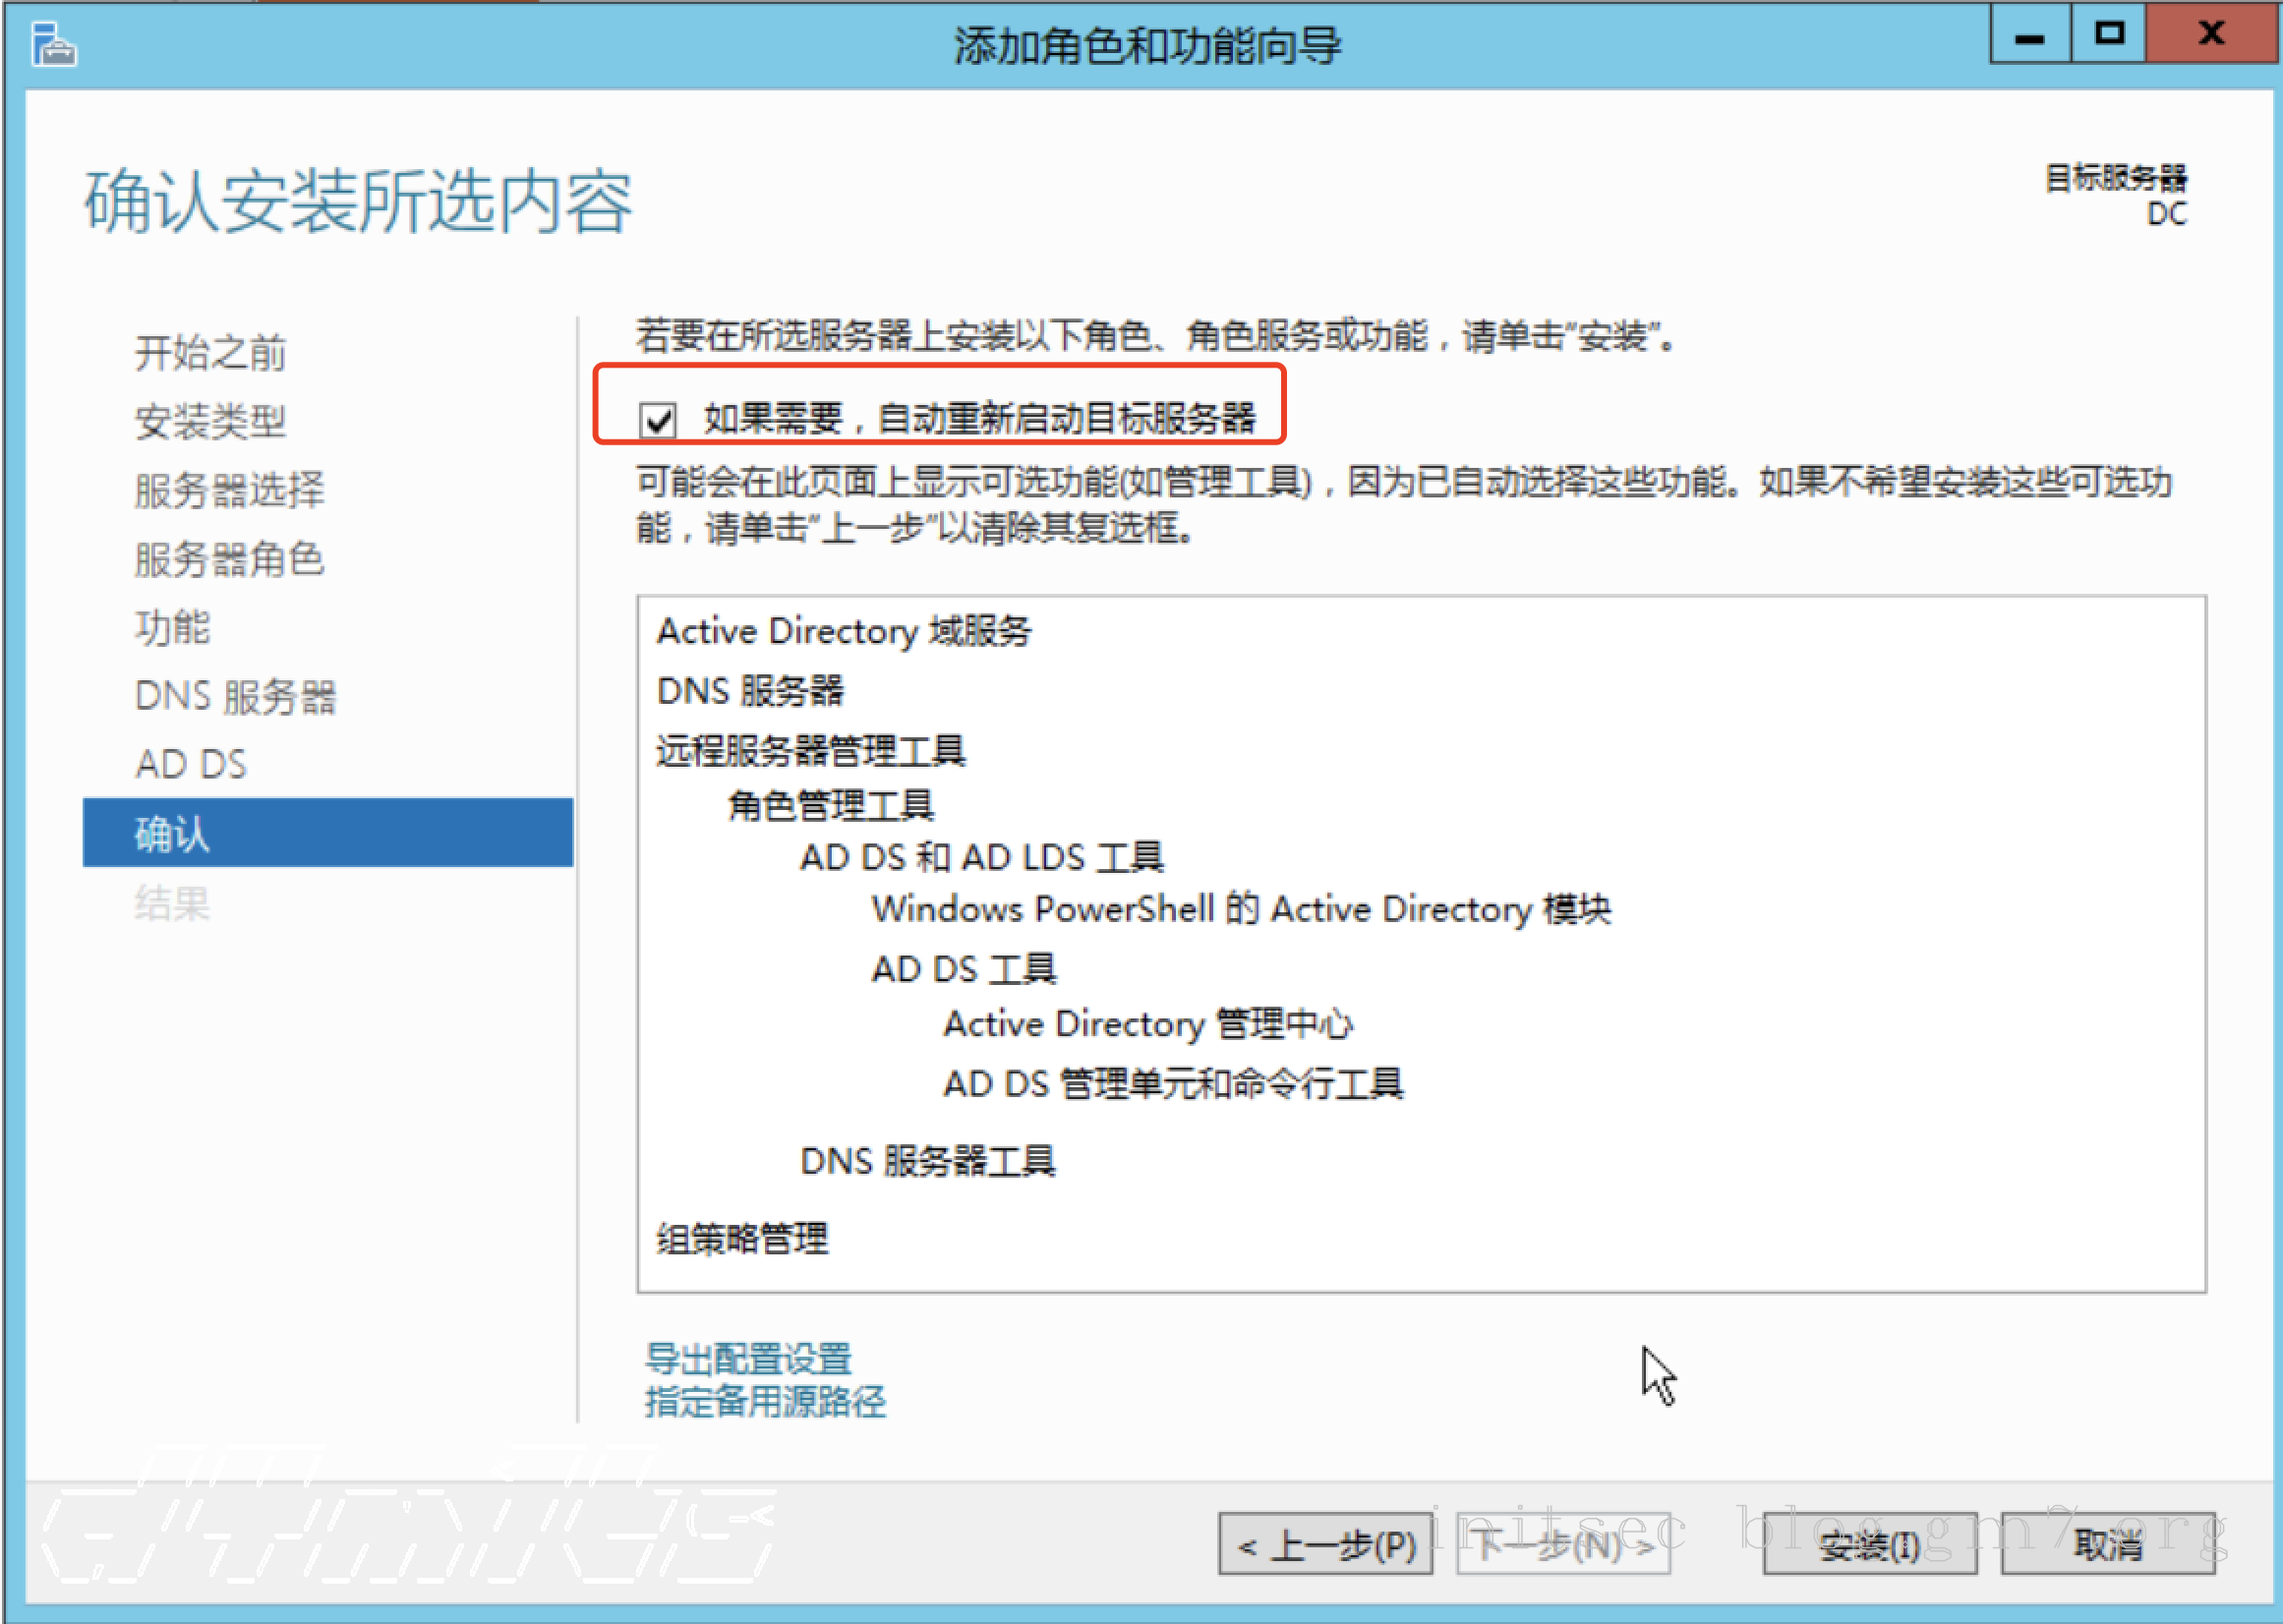 添加角色和功能向导
确认安装所选内容
目标服务器
DC
开始之前
安装类型
服务器选择
服务器角色
功能
DNS 服务器
AD DS
确认
结果
若要在所选服务器上安装以下角色、角色服务或功能，请单击“安装”。
如果需要，自动重新启动目标服务器
可能会在此页面上显示可选功能(如管理工具)，因为已自动选择这些功能。如果不希望安装这些可选功
能，请单击“上一步”以清除其复选框。
Active Directory 域服务
DNS 服务器
远程服务器管理工具
角色管理工具
AD DS 和 AD LDS 工具
Windows PowerShell 的 Active Directory 模块
AD DS 工具
Active Directory 管理中心
AD DS 管理单元和命令行工具
DNS 服务器工具
组策略管理
导出配置设置
指定备用源路径
< 上一步(P)
下一步(N) >
安装(I)
取消
initsec blog.gm7.org